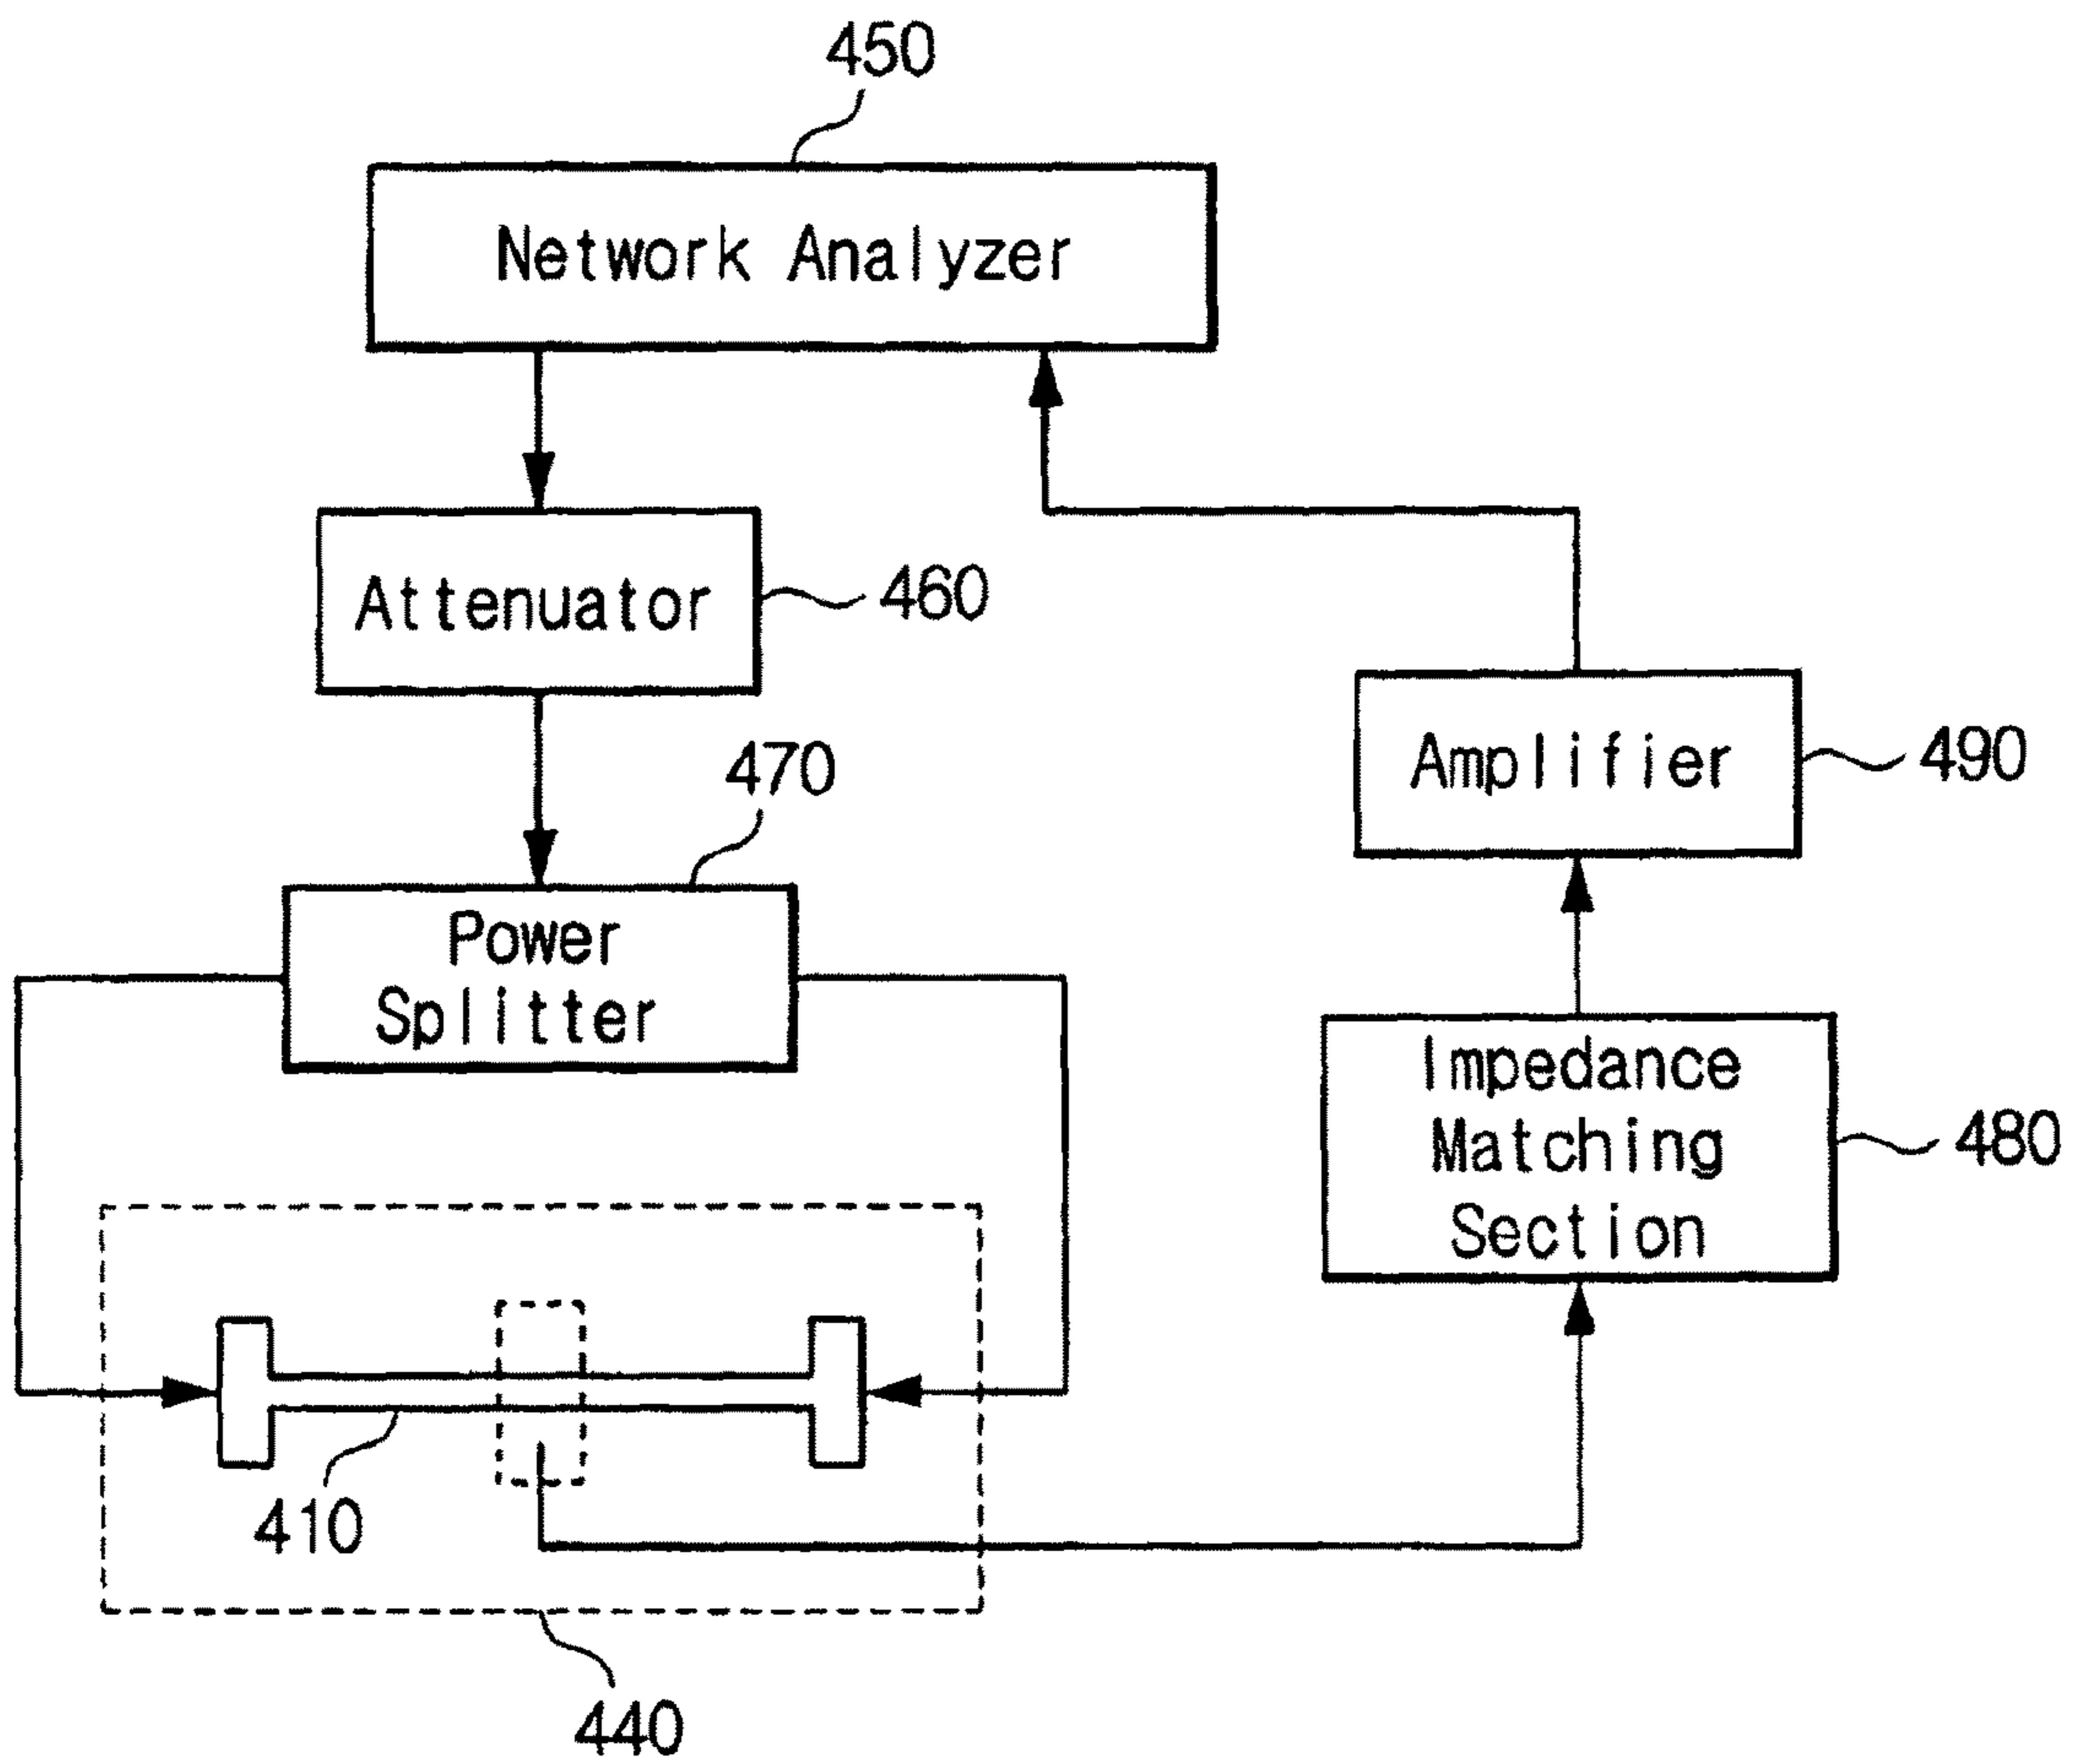 450
Network Analyzer
Attenuator
460
470
Amplifier
490
Power
Splitter
Impedance
Matching
Section
480
410
440